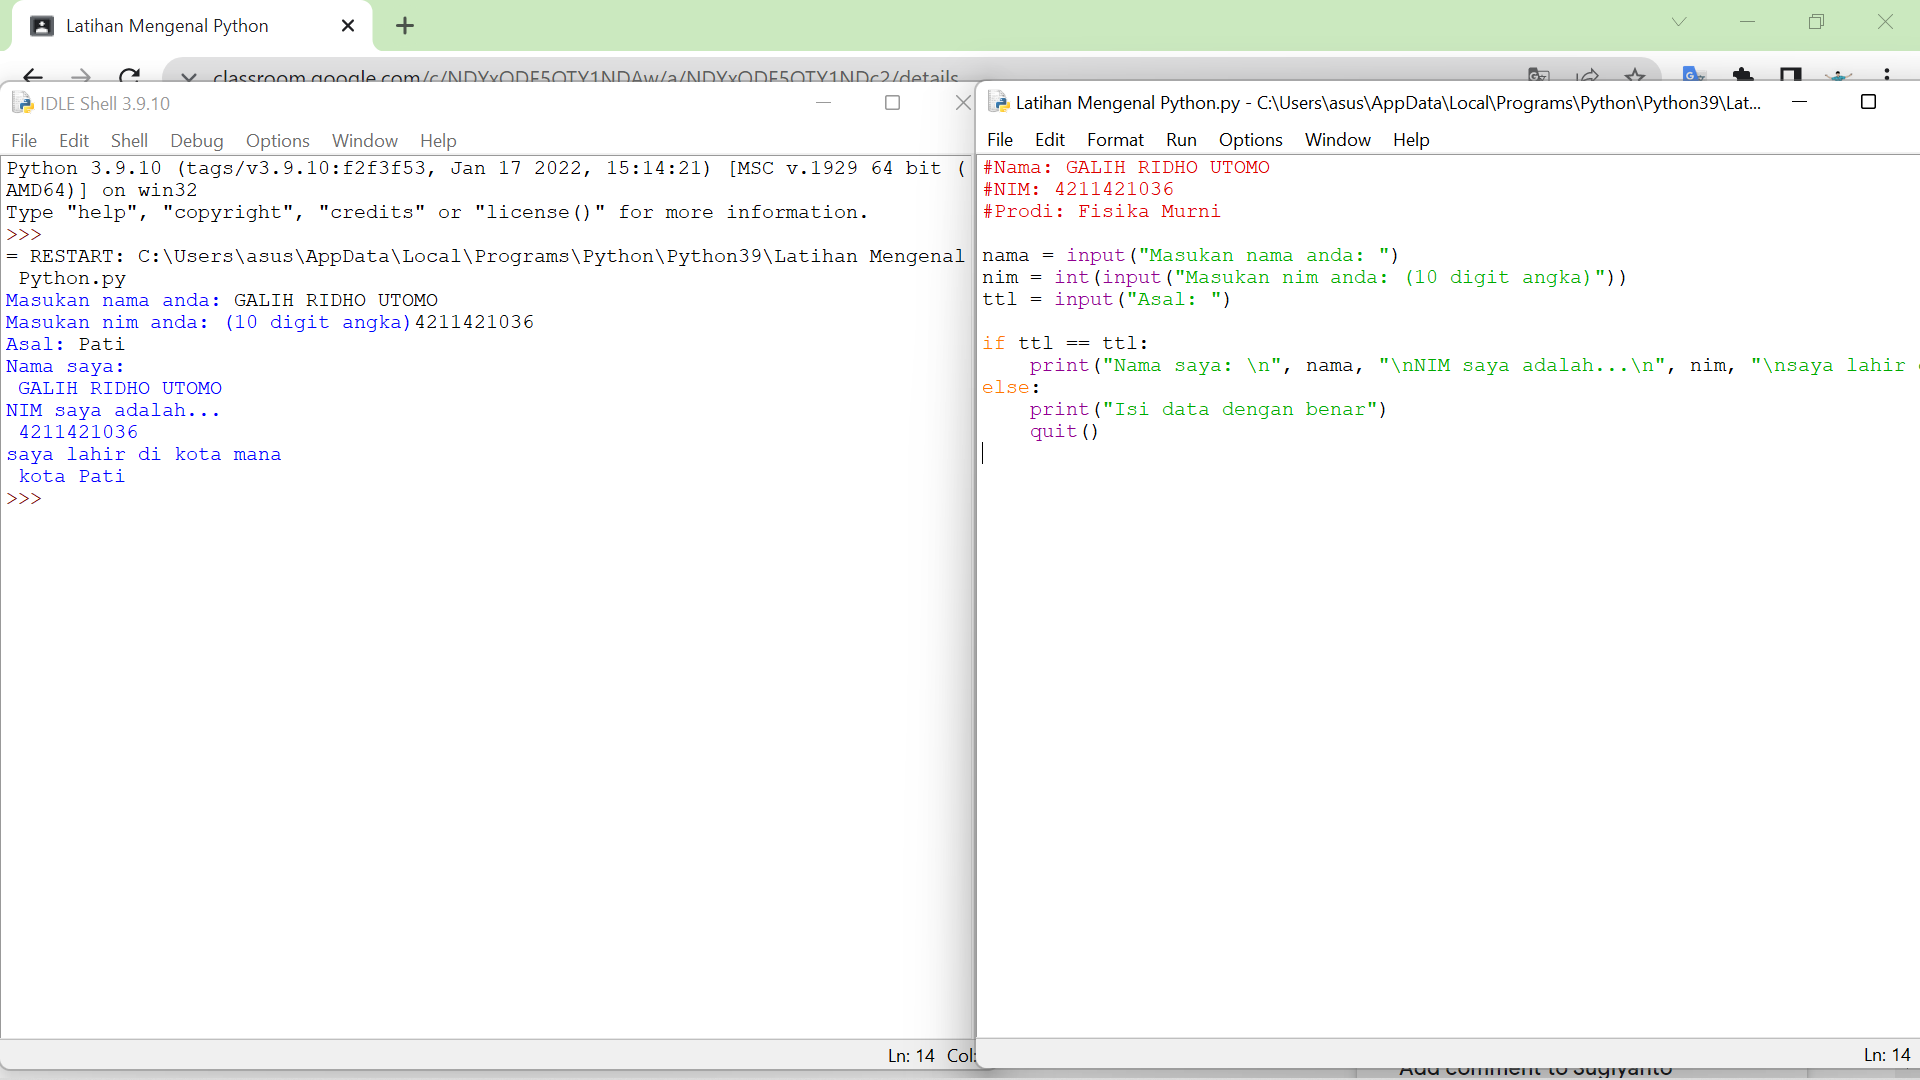 Latihan Mengenal Python
classroom.google.com/c/NDYxODE5OTY1NDAw/a/NDYxODE5OTY1NDc2/details
IDLE Shell 3.9.10
File Edit Shell Debug Options Window Help
Python 3.9.10 (tags/v3.9.10:f2f3f53, Jan 17 2022, 15:14:21) [MSC v.1929 64 bit (
AMD64)] on win32
Type "help", "copyright", "credits" or "license()" for more information.
>>>
= RESTART: C:\Users\asus\AppData\Local\Programs\Python\Python39\Latihan Mengenal
Python.py
Masukan nama anda: GALIH RIDHO UTOMO
Masukan nim anda: (10 digit angka)4211421036
Asal: Pati
Nama saya:
GALIH RIDHO UTOMO
NIM saya adalah...
4211421036
saya lahir di kota mana
kota Pati
>>>
Ln: 14 Col:
Latihan Mengenal Python.py - C:\Users\asus\AppData\Local\Programs\Python\Python39\Lat...
File Edit Format Run Options Window Help
#Nama: GALIH RIDHO UTOMO
#NIM: 4211421036
#Prodi: Fisika Murni
nama = input("Masukan nama anda: ")
nim = int(input("Masukan nim anda: (10 digit angka)"))
ttl = input("Asal: ")
if ttl == ttl:
print("Nama saya: \n", nama, "\nNIM saya adalah...\n", nim, "\nsaya lahir
else:
print("Isi data dengan benar")
quit()
Ln: 14
Add comment to Sugiyanto